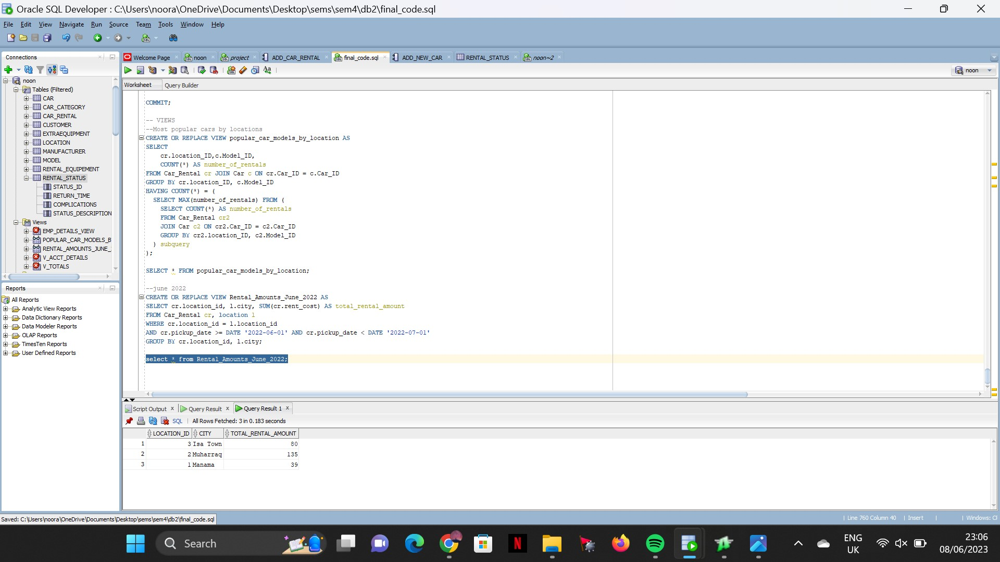 Oracle SQL Developer : C:\Users\noora\OneDrive\Documents\Desktop\sems\sem4\db2\final_code.sql
File Edit View Navigate Run Source Team Tools Window Help
Connections
noon
Tables (Filtered)
CAR
CAR_CATEGORY
CAR_RENTAL
CUSTOMER
EXTRAEQUIPMENT
LOCATION
MANUFACTURER
MODEL
RENTAL_EQUIPEMENT
RENTAL_STATUS
STATUS_ID
RETURN_TIME
COMPLICATIONS
STATUS_DESCRIPTION
Views
EMP_DETAILS_VIEW
POPULAR_CAR_MODELS_B
RENTAL_AMOUNTS_JUNE_
V_ACCT_DETAILS
V_TOTALS
Reports
All Reports
Analytic View Reports
Data Dictionary Reports
Data Modeler Reports
OLAP Reports
TimesTen Reports
User Defined Reports
Welcome Page noon project ADD_CAR_RENTAL final_code.sql ADD_NEW_CAR RENTAL_STATUS noon~2
noon
Worksheet Query Builder
COMMIT;
-- VIEWS
--Most popular cars by locations
CREATE OR REPLACE VIEW popular_car_models_by_location AS
SELECT
cr.location_ID,c.Model_ID,
COUNT(*) AS number_of_rentals
FROM Car_Rental cr JOIN Car c ON cr.Car_ID = c.Car_ID
GROUP BY cr.location_ID, c.Model_ID
HAVING COUNT(*) = (
SELECT MAX(number_of_rentals) FROM (
SELECT COUNT(*) AS number_of_rentals
FROM Car_Rental cr2
JOIN Car c2 ON cr2.Car_ID = c2.Car_ID
GROUP BY cr2.location_ID, c2.Model_ID
) subquery
);
SELECT * FROM popular_car_models_by_location;
--june 2022
CREATE OR REPLACE VIEW Rental_Amounts_June_2022 AS
SELECT cr.location_id, l.city, SUM(cr.rent_cost) AS total_rental_amount
FROM Car_Rental cr, location l
WHERE cr.location_id = l.location_id
AND cr.pickup_date >= DATE '2022-06-01' AND cr.pickup_date < DATE '2022-07-01'
GROUP BY cr.location_id, l.city;
select * from Rental_Amounts_June_2022;
Script Output Query Result Query Result 1
SQL All Rows Fetched: 3 in 0.183 seconds
LOCATION_ID CITY TOTAL_RENTAL_AMOUNT
1 3 Isa Town 80
2 2 Muharraq 135
3 1 Manama 39
Saved: C:\Users\noora\OneDrive\Documents\Desktop\sems\sem4\db2\final_code.sql
Line 760 Column 40 Insert Windows: CF
Search
ENG
UK
23:06
08/06/2023